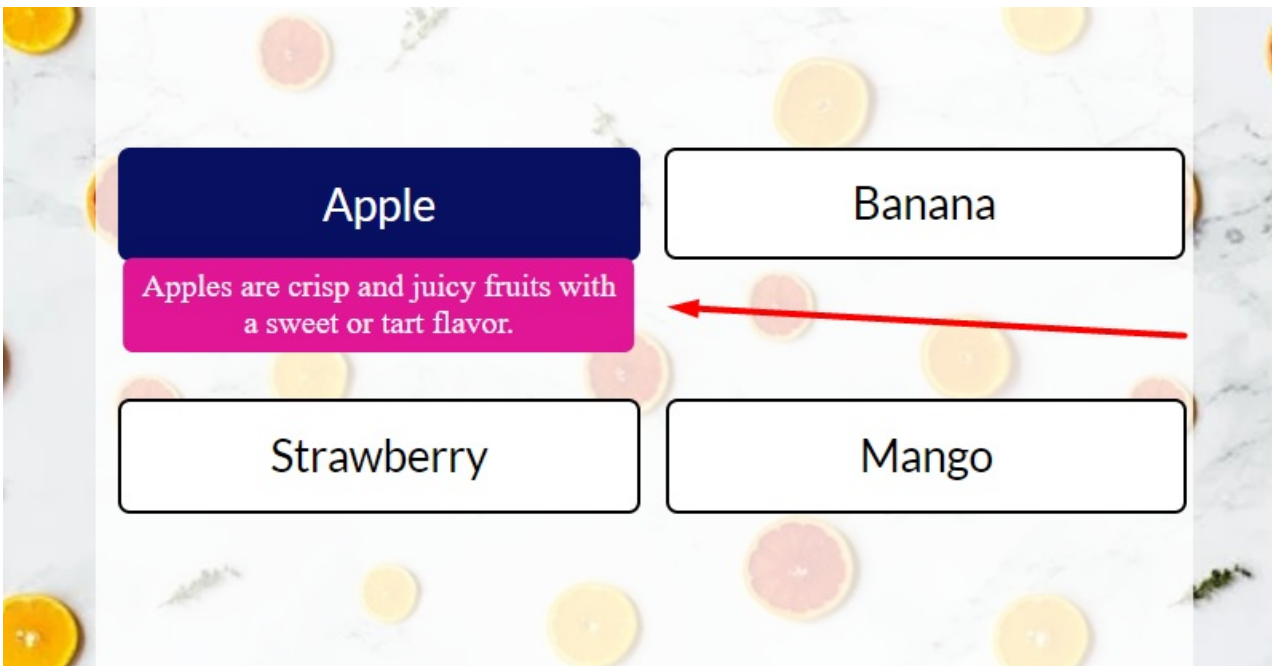 Apple
Banana
Apples are crisp and juicy fruits with
a sweet or tart flavor.
Strawberry
Mango